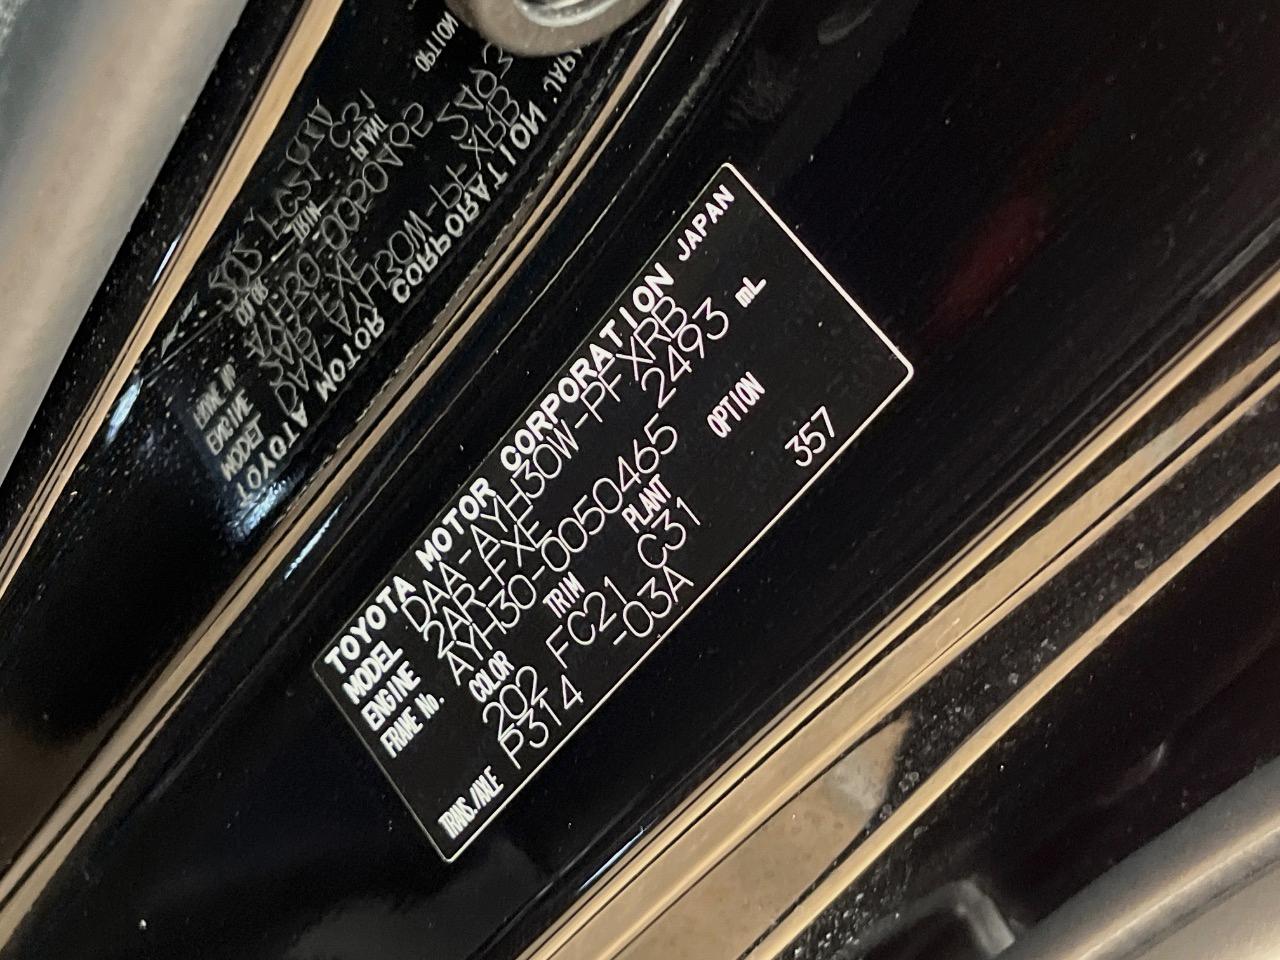 TOYOTA MOTOR CORPORATION JAPAN
MODEL DAA-AYH30W-PFXRB
ENGINE 2AR-FXE 2493 mL
FRAME No. AYH30-0050465
COLOR TRIM PLANT OPTION
202 FC21 C31 357
TRANS./AXLE P314 -03A